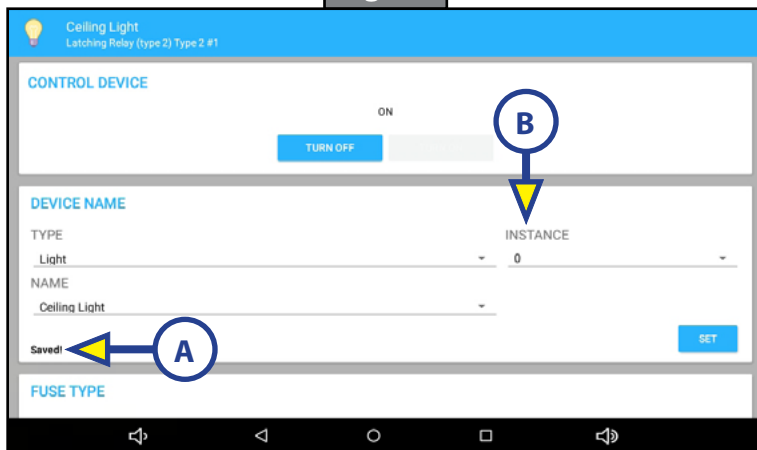 Ceiling Light
Latching Relay (type 2) Type 2 #1
CONTROL DEVICE
ON
B
TURN OFF
DEVICE NAME
TYPE
INSTANCE
Light
0
NAME
Ceiling Light
Saved!
A
SET
FUSE TYPE